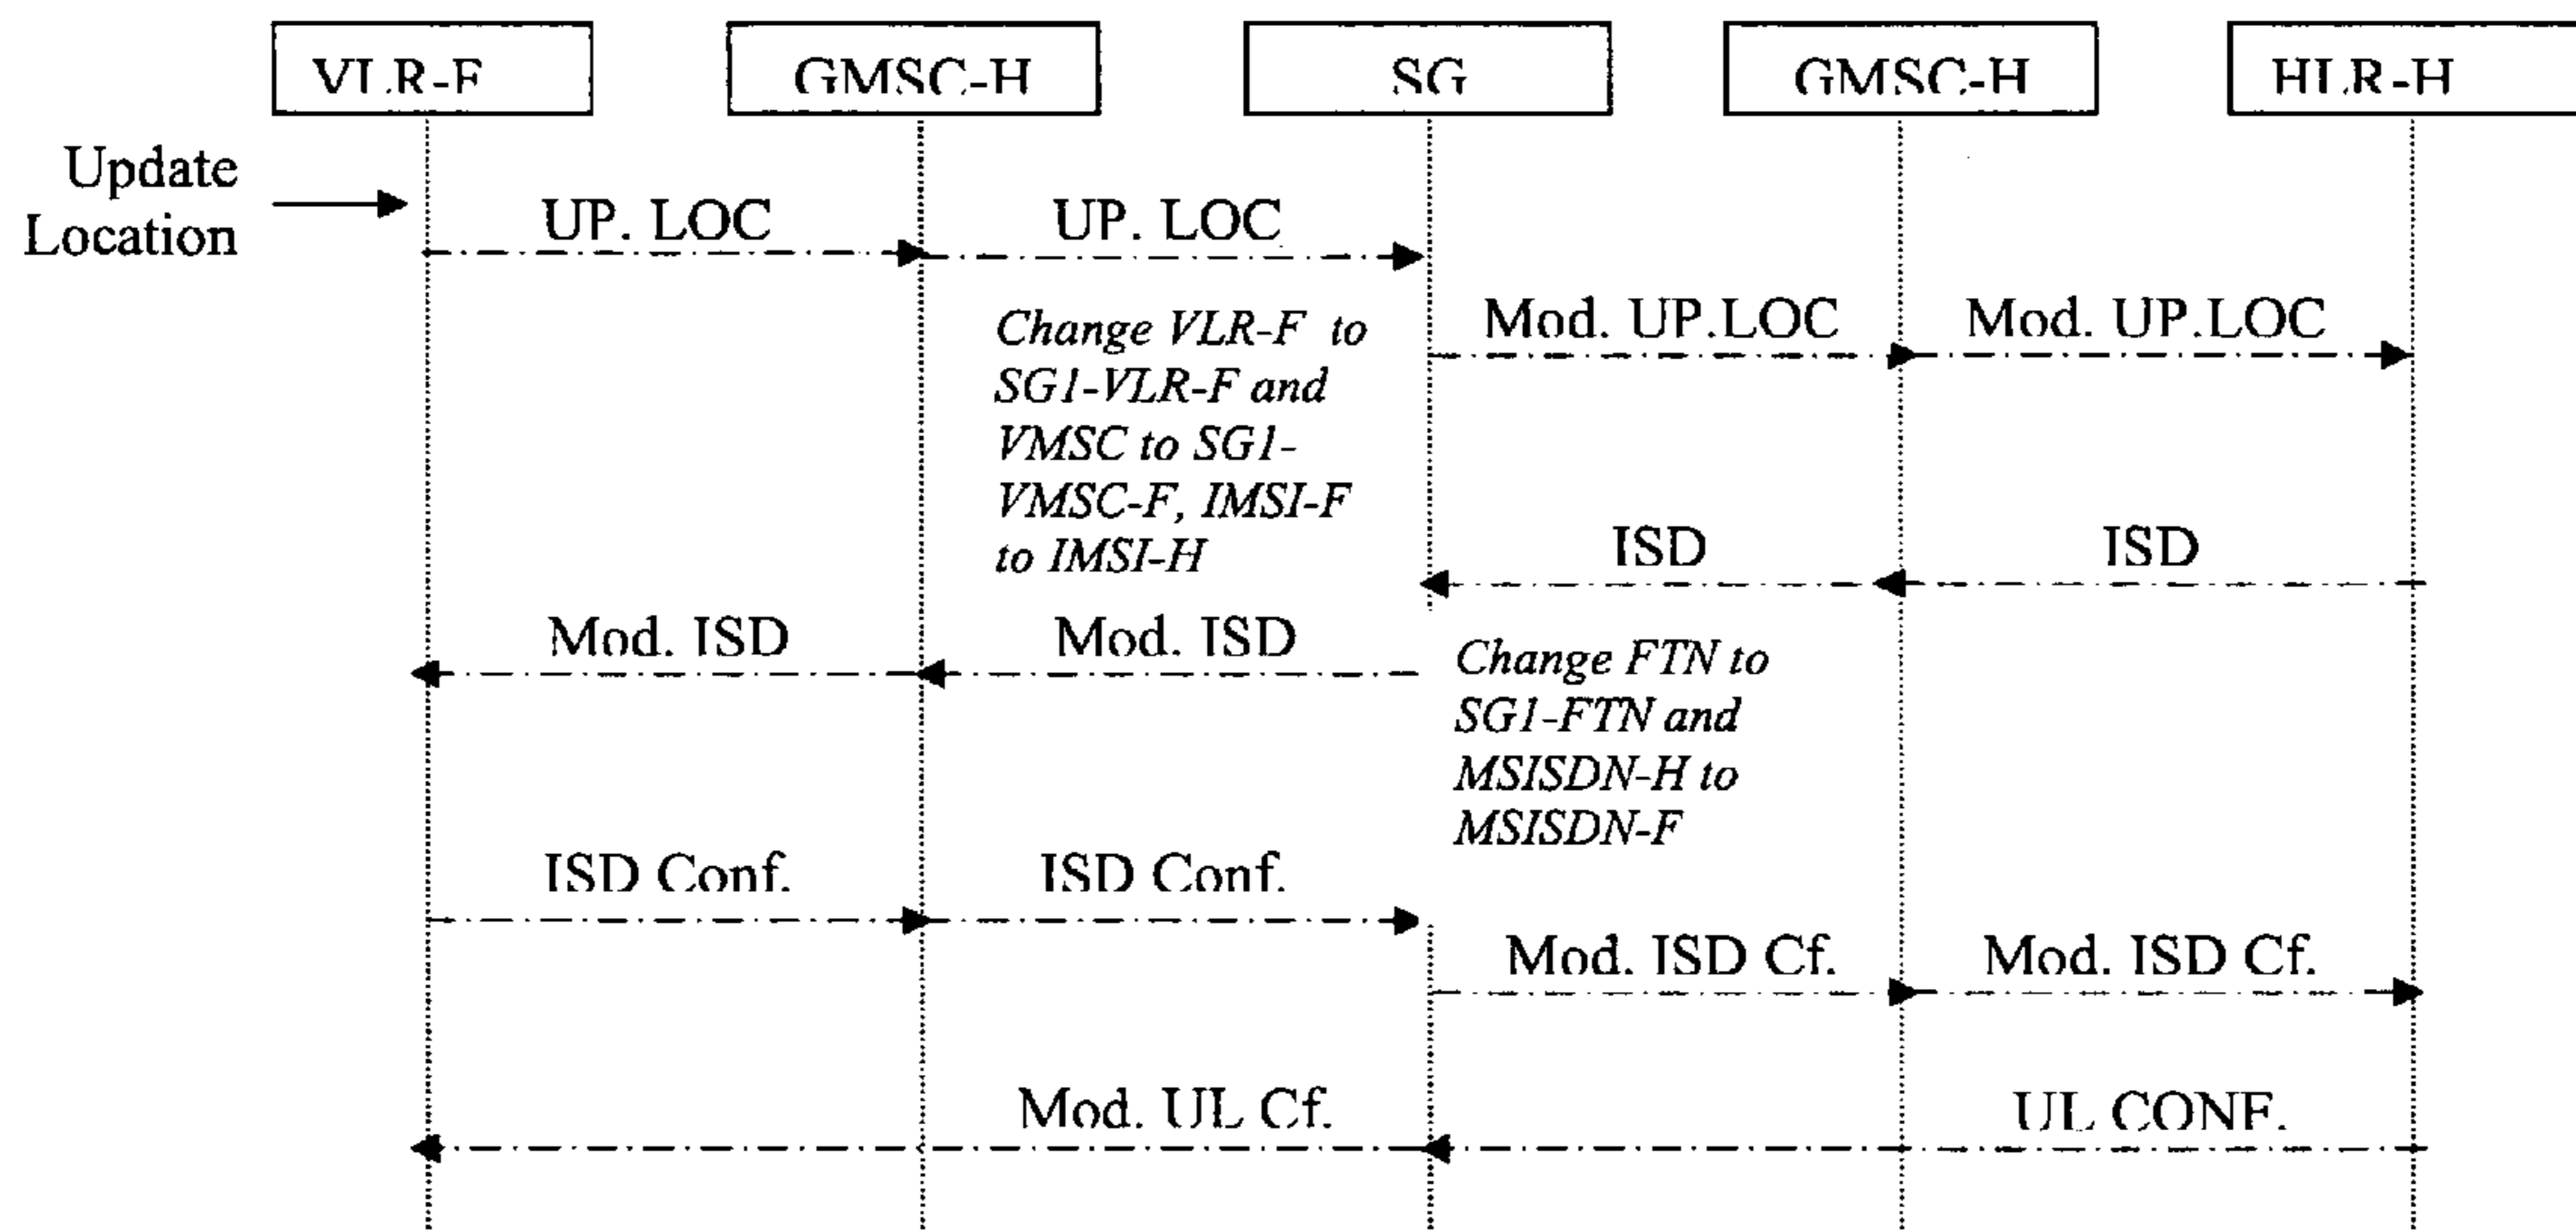 VLR-F
GMSC-H
SG
GMSC-H
HLR-H
Update
Location
UP. LOC
UP. LOC
Mod. UP.LOC
Mod. UP.LOC
Change VLR-F to
SG1-VLR-F and
VMSC to SG1-
VMSC-F, IMSI-F
to IMSI-H
ISD
ISD
Mod. ISD
Mod. ISD
Change FTN to
SG1-FTN and
MSISDN-H to
MSISDN-F
ISD Conf.
ISD Conf.
Mod. ISD Cf.
Mod. ISD Cf.
Mod. UL Cf.
UL CONF.